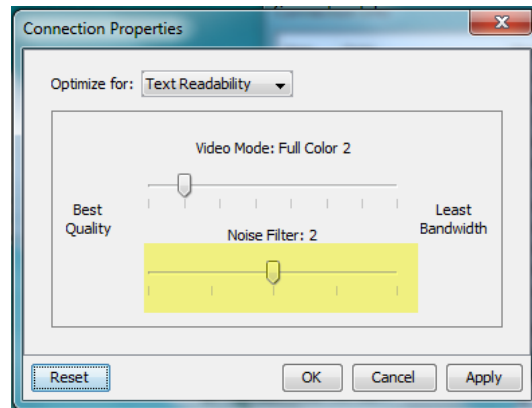 Connection Properties
Optimize for: Text Readability
Video Mode: Full Color 2
Best
Quality
Least
Bandwidth
Noise Filter: 2
Reset
OK
Cancel
Apply